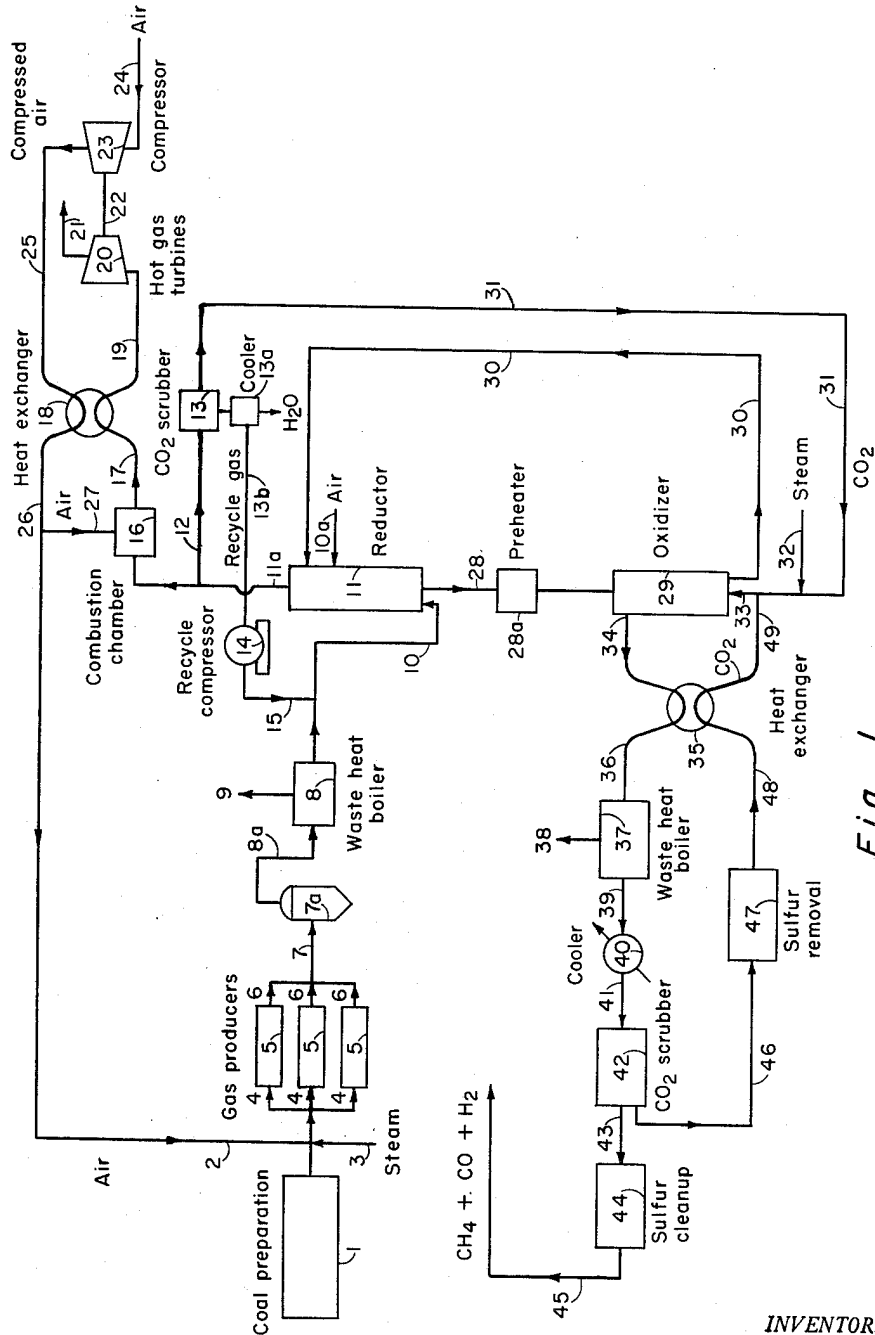 Coal preparation
1
Air
2
3
Steam
Gas producers
4
4
4
5
5
5
6
6
6
7
7a
8a
9
8
Waste heat
boiler
Recycle
compressor
14
15
10
Combustion
chamber
16
Air
27
26
Heat exchanger
18
17
25
19
Compressed
air
20
21
22
23
24
Air
Compressor
Hot gas
turbines
CO2 scrubber
12
13
Cooler
13a
H2O
Recycle gas
13b
11a
Air
10a
Reductor
11
28
Preheater
28a
Oxidizer
29
30
30
31
31
CO2
Steam
32
33
34
49
CO2
35
Heat
exchanger
36
48
37
38
Waste heat
boiler
39
Cooler
40
41
42
CO2 scrubber
43
44
Sulfur
cleanup
45
46
47
Sulfur
removal
CH4 + CO + H2
Fig. 1
INVENTOR